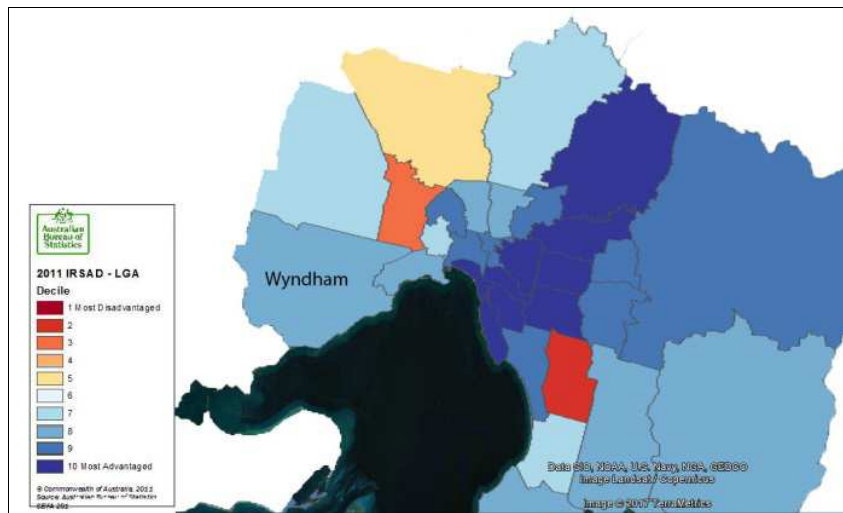 Australian
Bureau of
Statistics
2011 IRSAD - LGA
Decile
1 Most Disadvantaged
2
3
4
5
6
7
8
9
10 Most Advantaged
© Commonwealth of Australia, 2011
Source: Australian Bureau of Statistics
Wyndham
Data SIO, NOAA, U.S. Navy, NGA, GEBCO
Image Landsat / Copernicus
Image © 2017 TerraMetrics